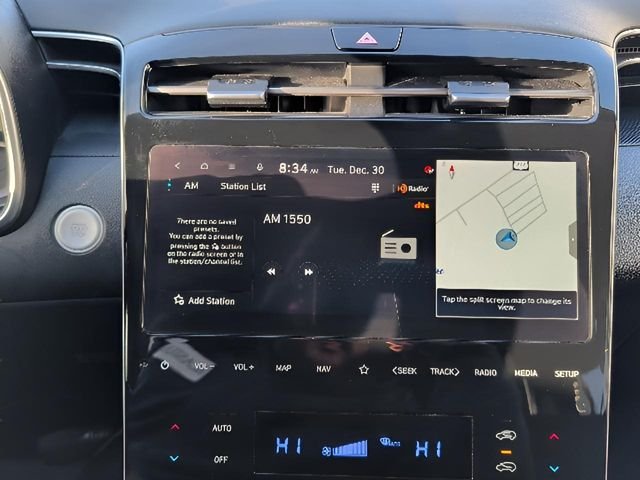 8:34 AM Tue. Dec. 30
AM Station List HD Radio
dts
There are no saved
presets.
You can add a preset by
pressing the button
on the radio screen or in
the station/channel list.
Add Station
AM 1550
Tap the split screen map to change its
view.
VOL− VOL+ MAP NAV <SEEK TRACK> RADIO MEDIA SETUP
AUTO
OFF
HI HI